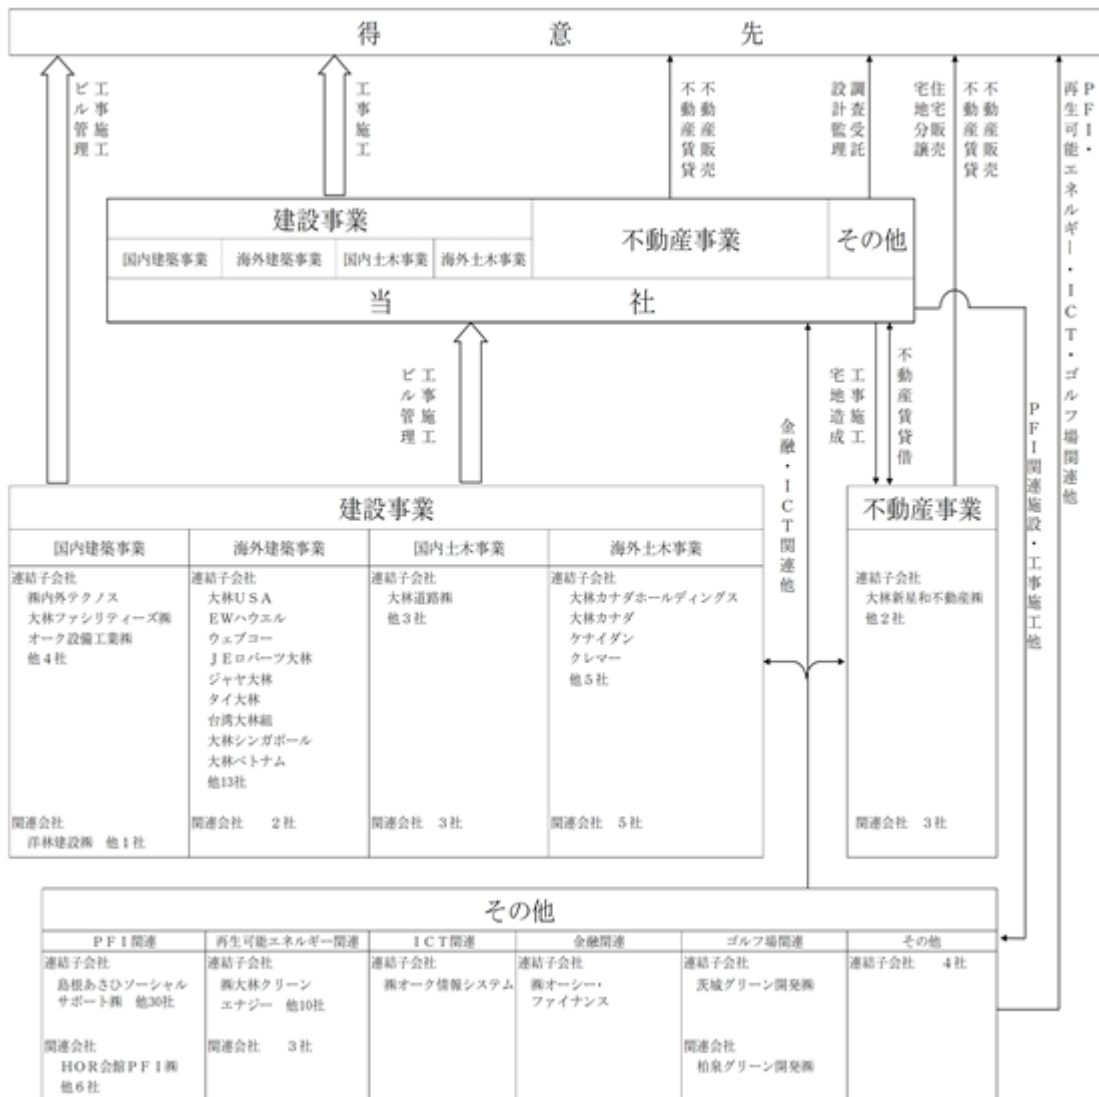 得意先
工事施工
ビル管理
工事施工
不動産販売
不動産賃貸
調査受託
設計監理
不動産販売
不動産賃貸
住宅販売
宅地分譲
PFI・
再生可能エネルギー・ICT・ゴルフ場関連他
建設事業
国内建築事業
海外建築事業
国内土木事業
海外土木事業
不動産事業
その他
当社
工事施工
ビル管理
金融・ICT関連他
工事施工
宅地造成
不動産賃貸借
PFI関連施設・工事施工他
建設事業
国内建築事業
連結子会社
㈱内外テクノス
大林ファシリティーズ㈱
オーク設備工業㈱
他4社
関連会社
洋林建設㈱ 他1社
海外建築事業
連結子会社
大林USA
EWハウエル
ウェブコー
JEロバーツ大林
ジャヤ大林
タイ大林
台湾大林組
大林シンガポール
大林ベトナム
他13社
関連会社 2社
国内土木事業
連結子会社
大林道路㈱
他3社
関連会社 3社
海外土木事業
連結子会社
大林カナダホールディングス
大林カナダ
ケナイダン
クレマー
他5社
関連会社 5社
不動産事業
連結子会社
大林新星和不動産㈱
他2社
関連会社 3社
その他
PFI関連
連結子会社
島根あさひソーシャル
サポート㈱ 他30社
関連会社
HOR会館PFI㈱
他6社
再生可能エネルギー関連
連結子会社
㈱大林クリーン
エナジー 他10社
関連会社 3社
ICT関連
連結子会社
㈱オーク情報システム
金融関連
連結子会社
㈱オーシー・
ファイナンス
ゴルフ場関連
連結子会社
茨城グリーン開発㈱
関連会社
柏泉グリーン開発㈱
その他
連結子会社 4社